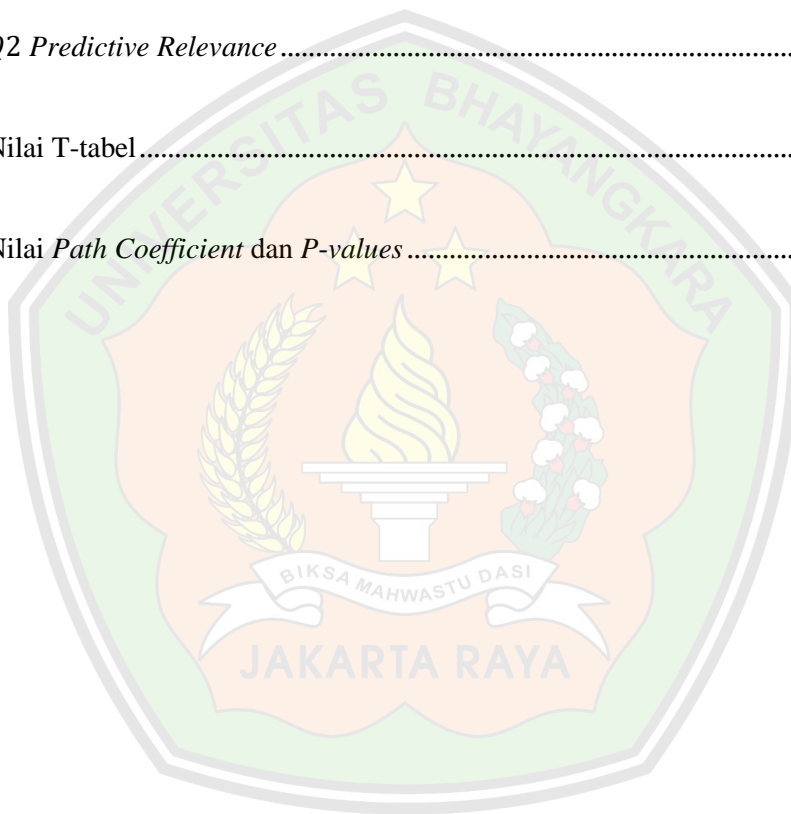 Q2 Predictive Relevance
Nilai T-tabel
Nilai Path Coefficient dan P-values
UNIVERSITAS BHAYANGKARA
BIKSA MAHWASTU DASI
JAKARTA RAYA